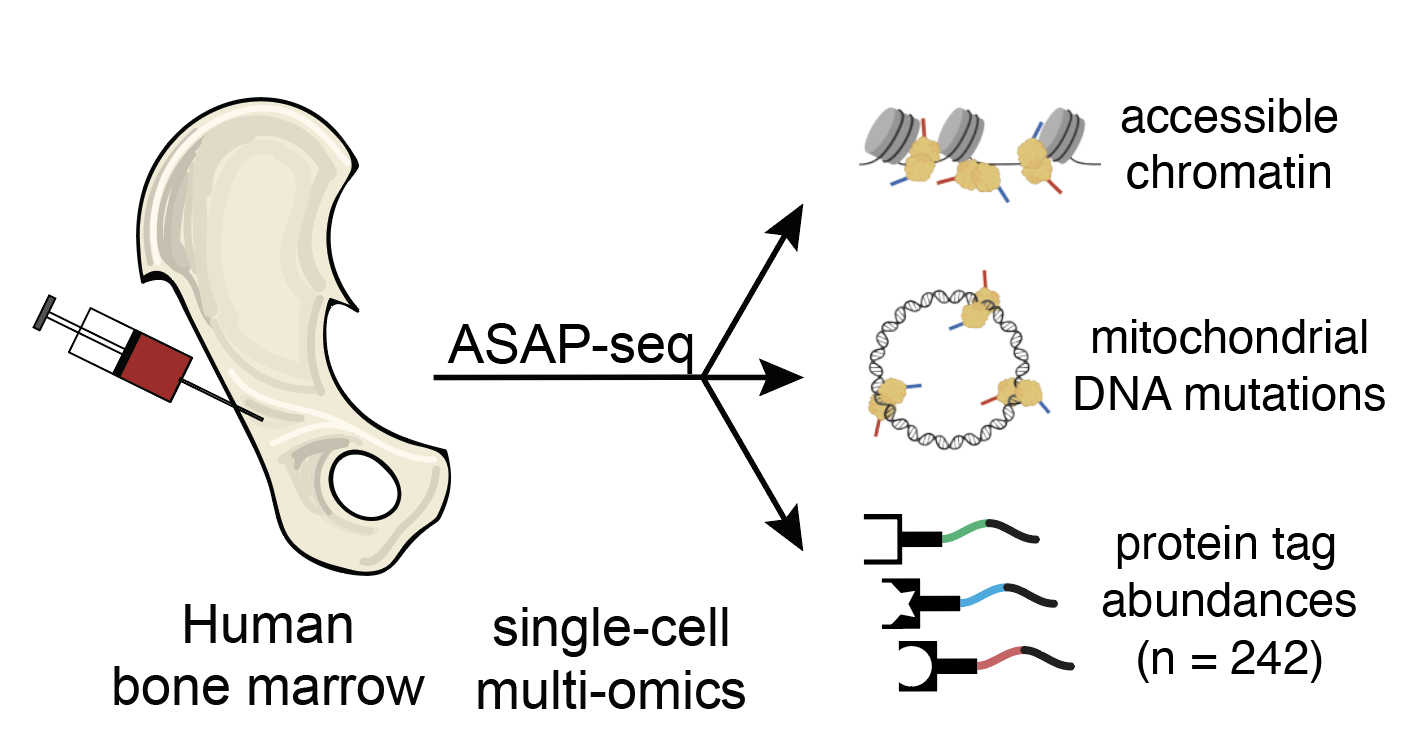 accessible
chromatin
ASAP-seq
mitochondrial
DNA mutations
protein tag
abundances
(n = 242)
Human
bone marrow
single-cell
multi-omics